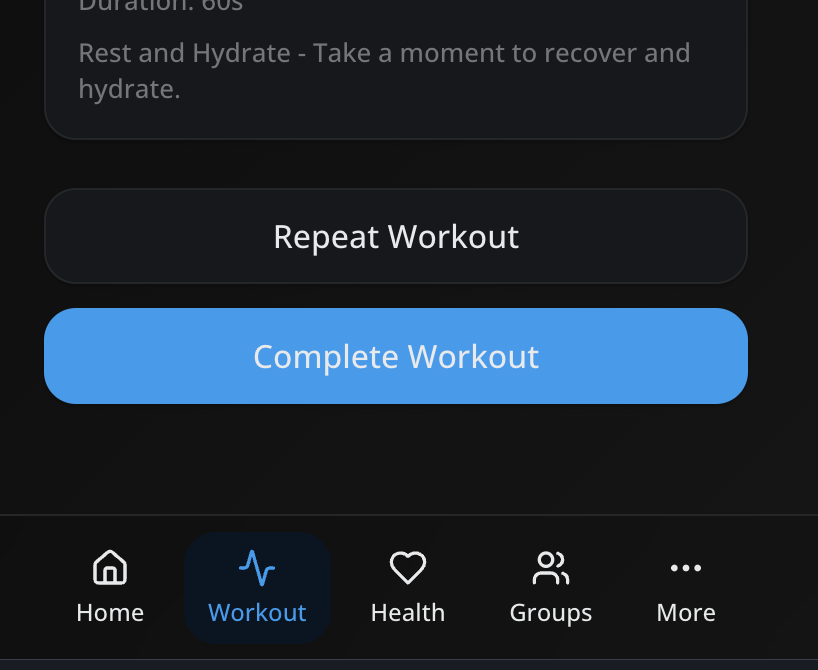 Duration: 60s
Rest and Hydrate - Take a moment to recover and
hydrate.
Repeat Workout
Complete Workout
Home
Workout
Health
Groups
More